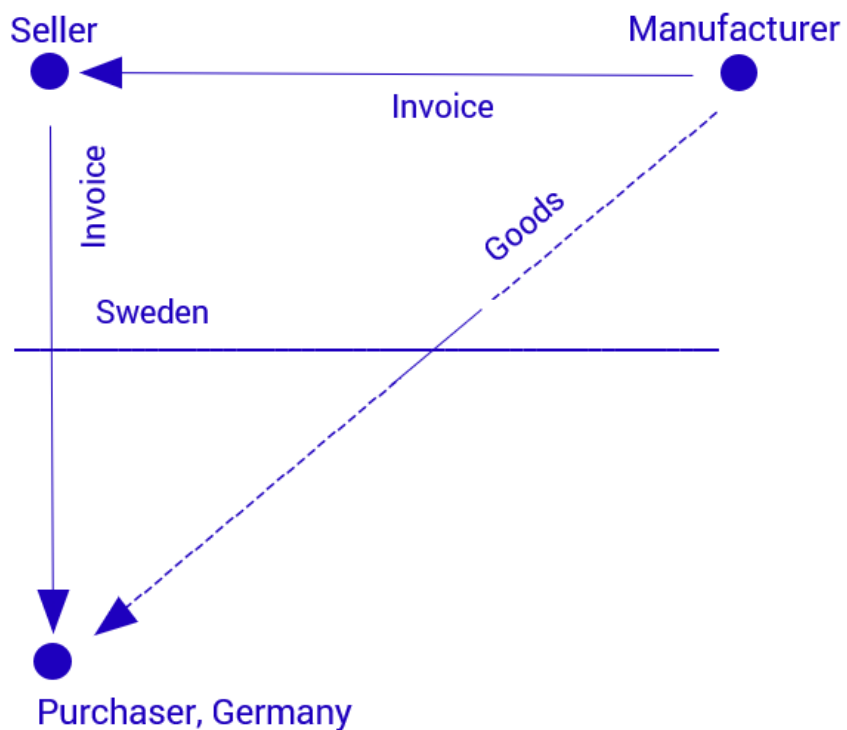 Seller
Manufacturer
Invoice
Invoice
Goods
Sweden
Purchaser, Germany